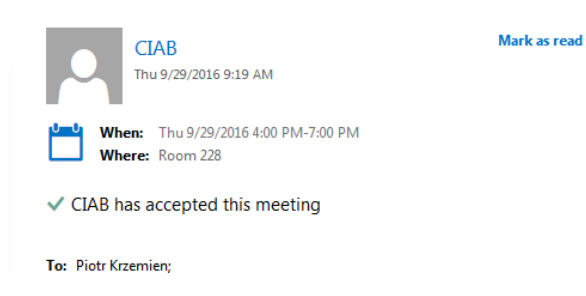 CIAB
Mark as read
Thu 9/29/2016 9:19 AM
When: Thu 9/29/2016 4:00 PM-7:00 PM
Where: Room 228
CIAB has accepted this meeting
To: Piotr Krzemien;